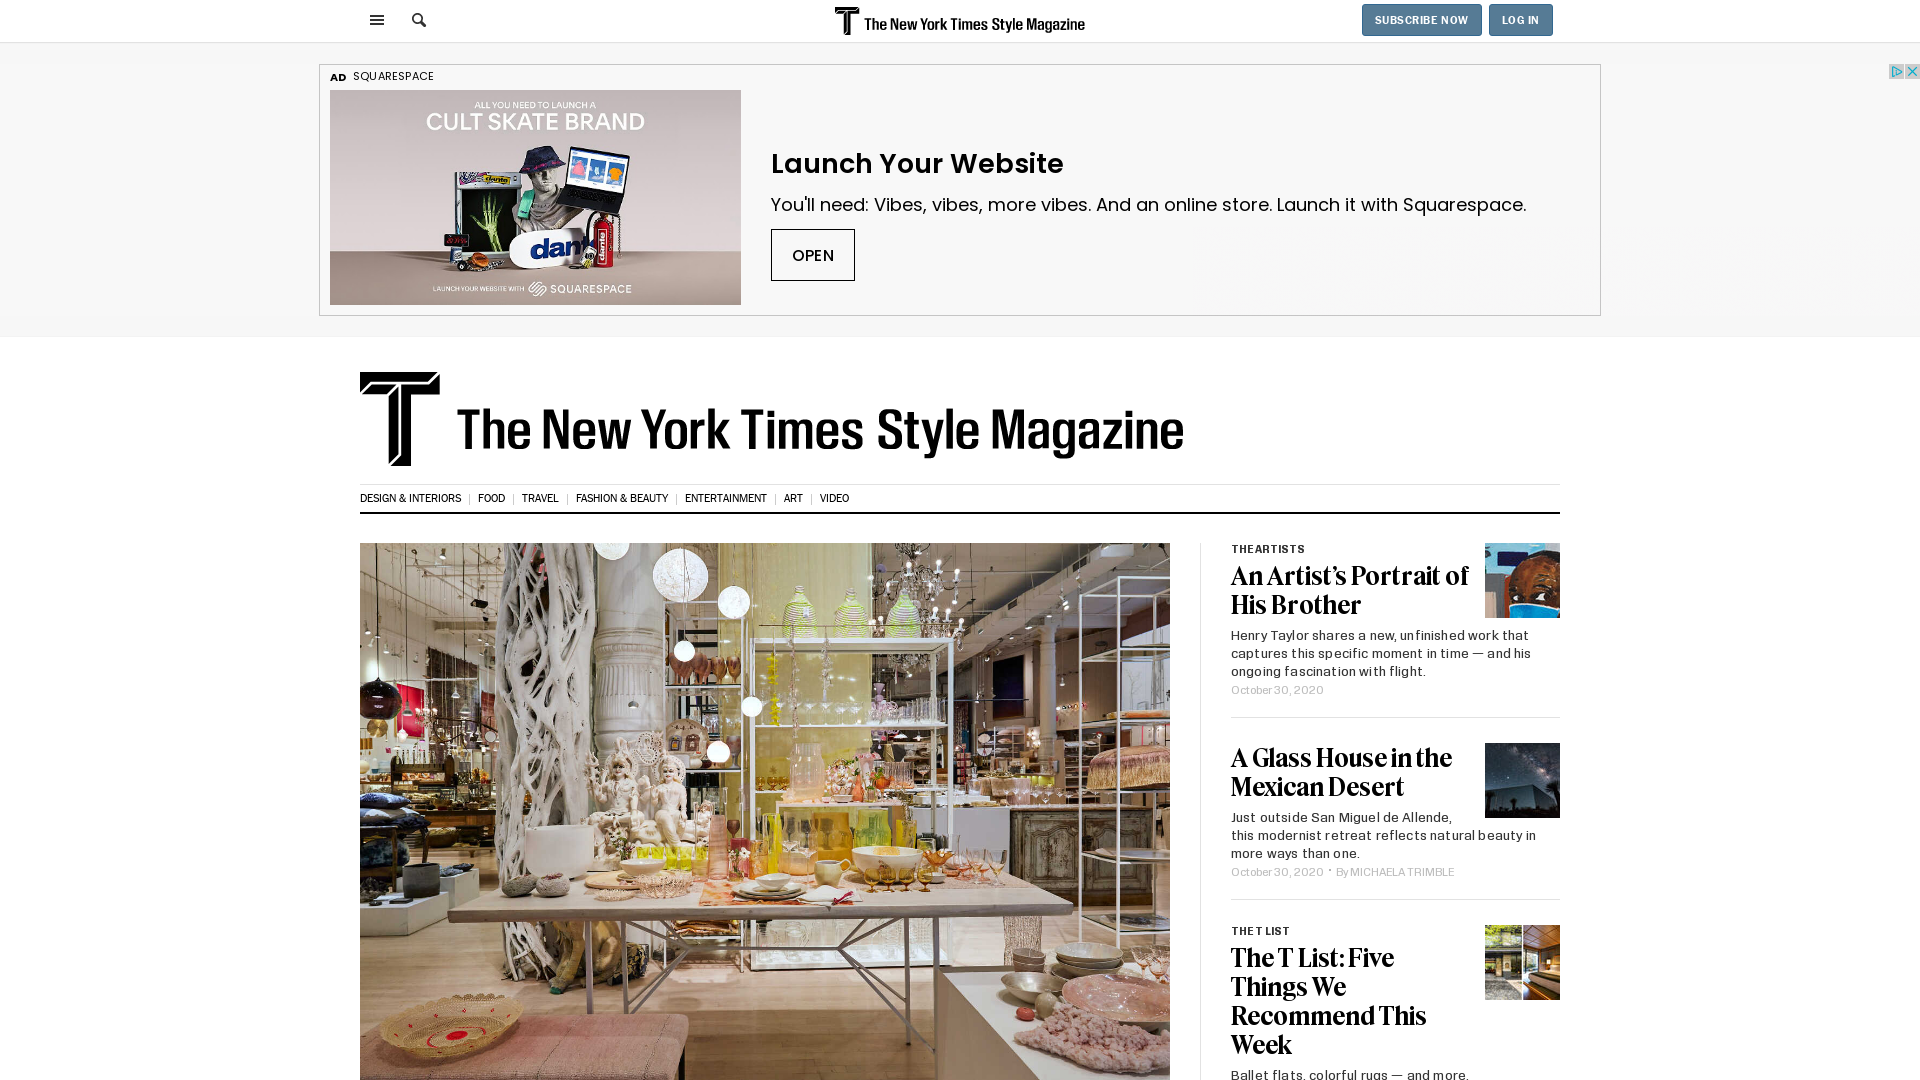 The New York Times Style Magazine
SUBSCRIBE NOW
LOG IN
AD SQUARESPACE
ALL YOU NEED TO LAUNCH A
CULT SKATE BRAND
dante
LAUNCH YOUR WEBSITE WITH SQUARESPACE
Launch Your Website
You'll need: Vibes, vibes, more vibes. And an online store. Launch it with Squarespace.
OPEN
T The New York Times Style Magazine
DESIGN & INTERIORS
FOOD
TRAVEL
FASHION & BEAUTY
ENTERTAINMENT
ART
VIDEO
THE ARTISTS
An Artist’s Portrait of
His Brother
Henry Taylor shares a new, unfinished work that
captures this specific moment in time — and his
ongoing fascination with flight.
October 30, 2020
A Glass House in the
Mexican Desert
Just outside San Miguel de Allende,
this modernist retreat reflects natural beauty in
more ways than one.
October 30, 2020 · By MICHAELA TRIMBLE
THE T LIST
The T List: Five
Things We
Recommend This
Week
Ballet flats, colorful rugs — and more.